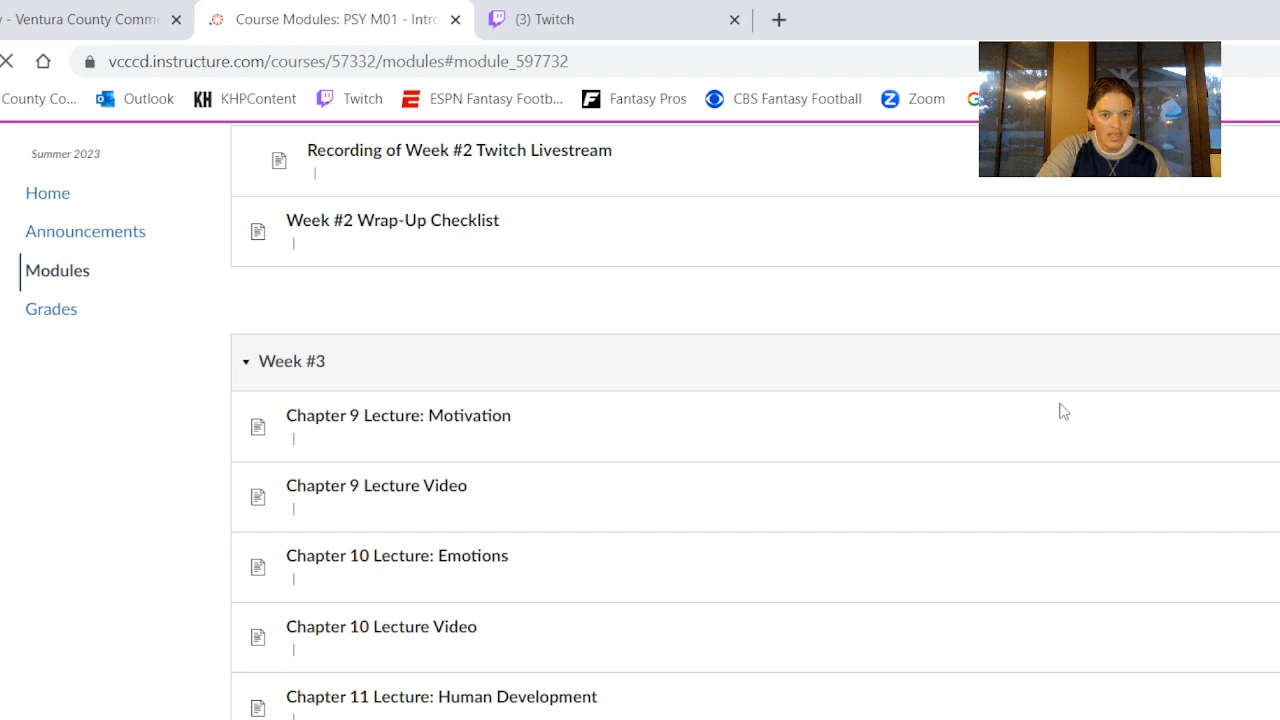 - Ventura County Comm
Course Modules: PSY M01 - Intro
(3) Twitch
vcccd.instructure.com/courses/57332/modules#module_597732
County Co...
Outlook
KH KHPContent
Twitch
ESPN Fantasy Footb...
Fantasy Pros
CBS Fantasy Football
Zoom
Summer 2023
Home
Announcements
Modules
Grades
Recording of Week #2 Twitch Livestream
|
Week #2 Wrap-Up Checklist
|
Week #3
Chapter 9 Lecture: Motivation
|
Chapter 9 Lecture Video
|
Chapter 10 Lecture: Emotions
|
Chapter 10 Lecture Video
|
Chapter 11 Lecture: Human Development